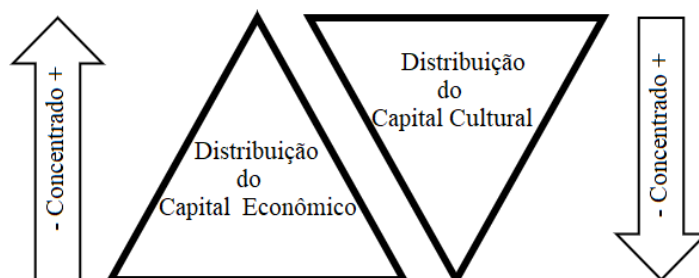 - Concentrado +
Distribuição
do
Capital Econômico
Distribuição
do
Capital Cultural
- Concentrado +